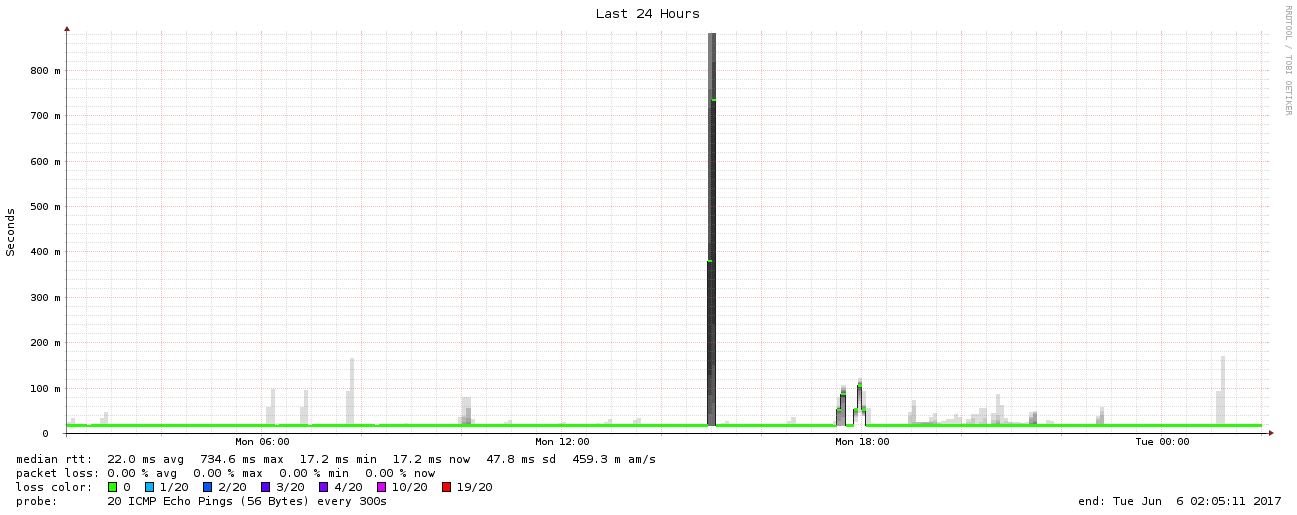 Last 24 Hours
RRDTOOL / TOBI OETIKER
Seconds
800 m
700 m
600 m
500 m
400 m
300 m
200 m
100 m
0
Mon 06:00 Mon 12:00 Mon 18:00 Tue 00:00
median rtt: 22.0 ms avg 734.6 ms max 17.2 ms min 17.2 ms now 47.8 ms sd 459.3 m am/s
packet loss: 0.00 % avg 0.00 % max 0.00 % min 0.00 % now
loss color: 0 1/20 2/20 3/20 4/20 10/20 19/20
probe: 20 ICMP Echo Pings (56 Bytes) every 300s end: Tue Jun 6 02:05:11 2017